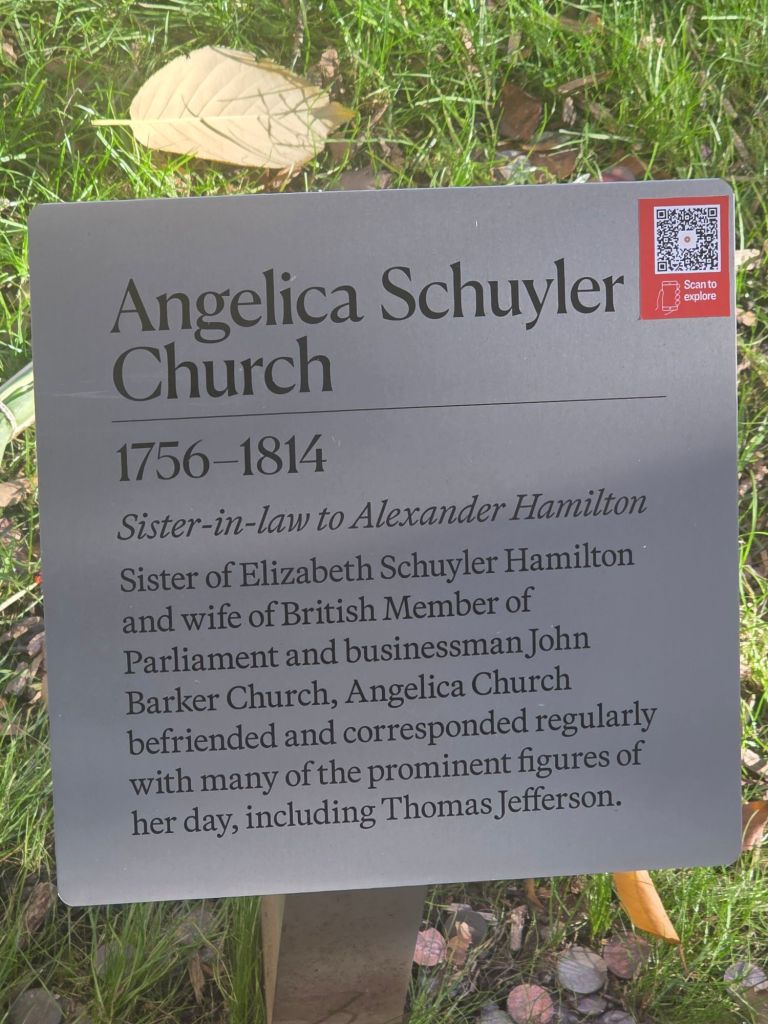 Angelica Schuyler
Church
Scan to
explore
1756–1814
Sister-in-law to Alexander Hamilton
Sister of Elizabeth Schuyler Hamilton
and wife of British Member of
Parliament and businessman John
Barker Church, Angelica Church
befriended and corresponded regularly
with many of the prominent figures of
her day, including Thomas Jefferson.